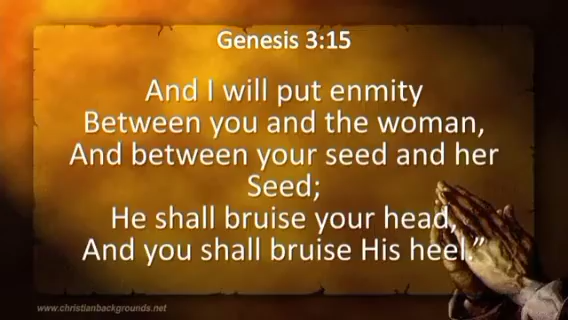 Genesis 3:15
And I will put enmity
Between you and the woman,
And between your seed and her
Seed;
He shall bruise your head,
And you shall bruise His heel.”
www.christianbackgrounds.net